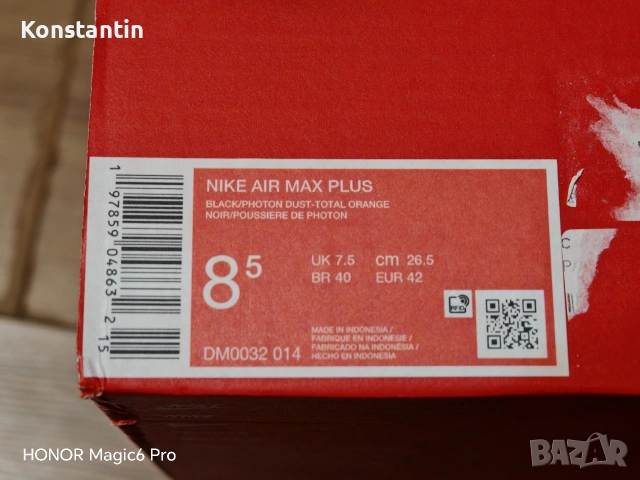 Konstantin
NIKE AIR MAX PLUS
BLACK/PHOTON DUST-TOTAL ORANGE
NOIR/POUSSIERE DE PHOTON
8⁵
UK 7.5 cm 26.5
BR 40 EUR 42
RFID
DM0032 014
MADE IN INDONESIA /
FABRIQUE EN INDONESIE /
FABRICADO NA INDONÉSIA /
HECHO EN INDONESIA
1 97859 04863 2 15
C
P/
HONOR Magic6 Pro
BAZAR